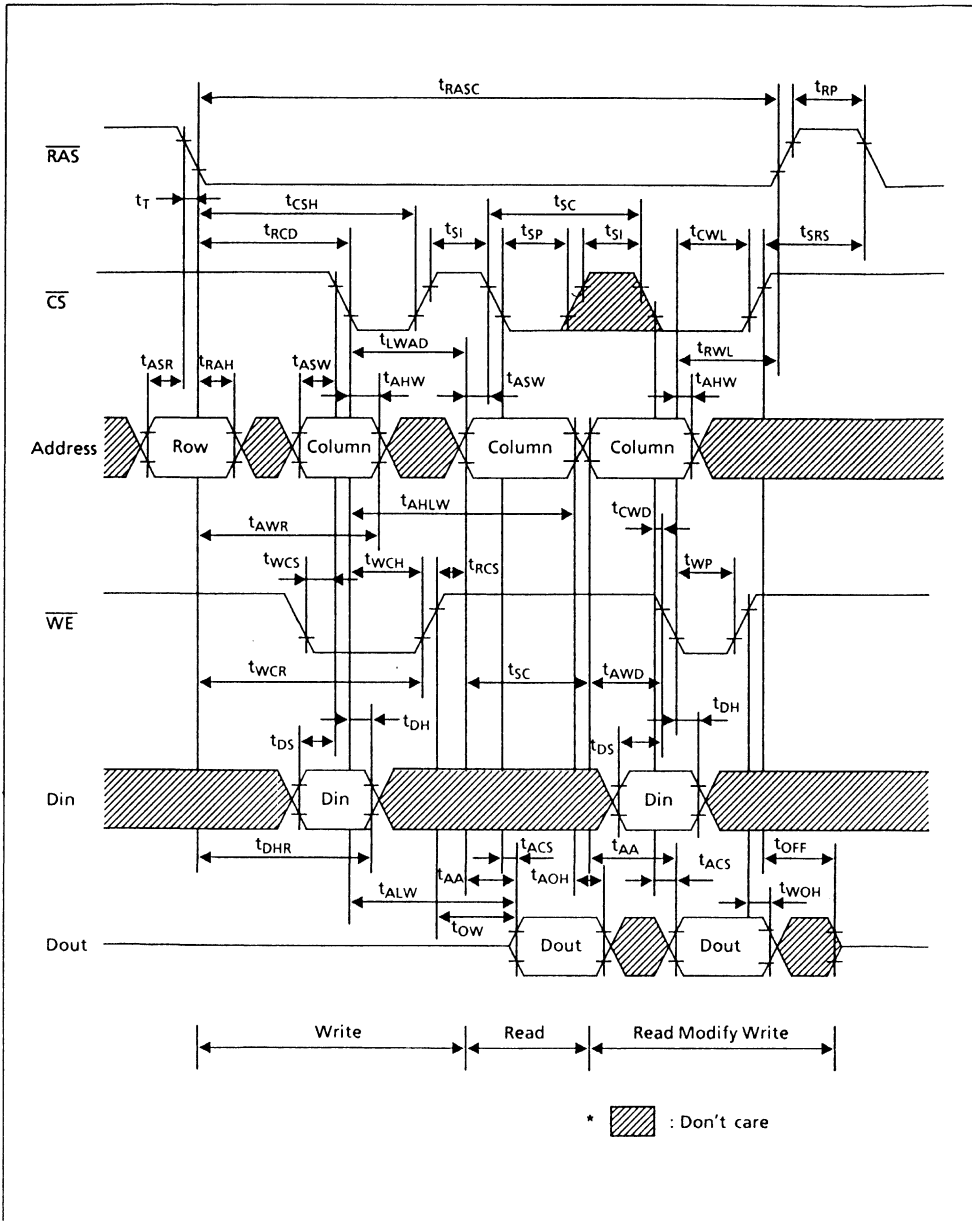 tRASC
tRP
RAS
tT
tCSH
tSC
tRCD
tSI
tSP
tSI
tCWL
tSRS
CS
tLWAD
tRWL
tASR
tRAH
tASW
tAHW
tASW
tAHW
Address
Row
Column
Column
Column
tAHLW
tCWD
tAWR
tWCS
tWCH
tRCS
tWP
WE
tWCR
tSC
tAWD
tDH
tDH
tDS
tDS
Din
Din
Din
tDHR
tACS
tAA
tAOH
tAA
tACS
tOFF
tWOH
tALW
tOW
Dout
Dout
Dout
Write
Read
Read Modify Write
* : Don't care